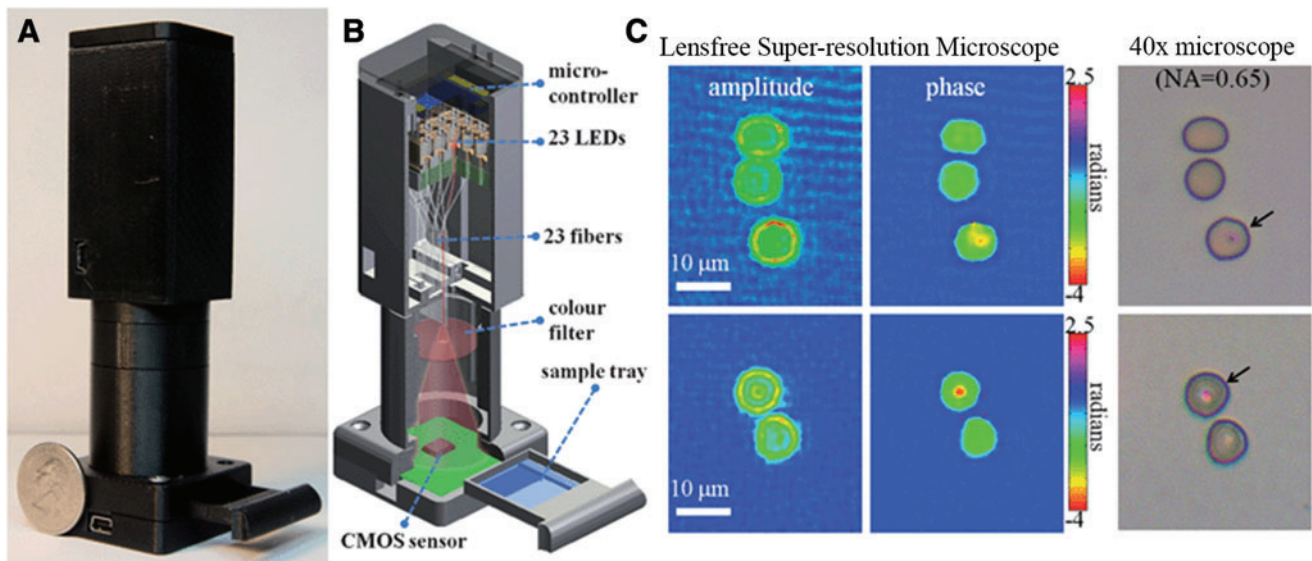 A
B
micro-
controller
23 LEDs
23 fibers
colour
filter
sample tray
CMOS sensor
C
Lensfree Super-resolution Microscope
40x microscope
(NA=0.65)
amplitude
phase
2.5
radians
-4
10 µm
2.5
radians
-4
10 µm